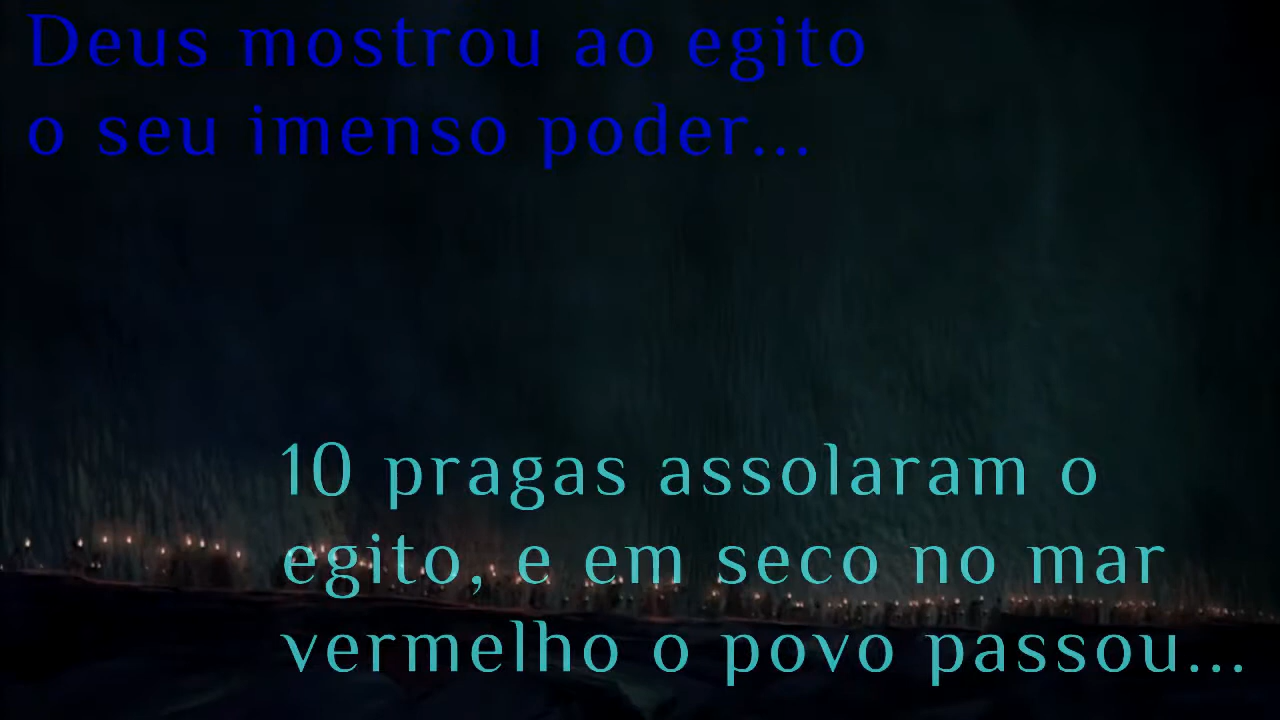 Deus mostrou ao egito
o seu imenso poder...
10 pragas assolaram o
egito, e em seco no mar
vermelho o povo passou...